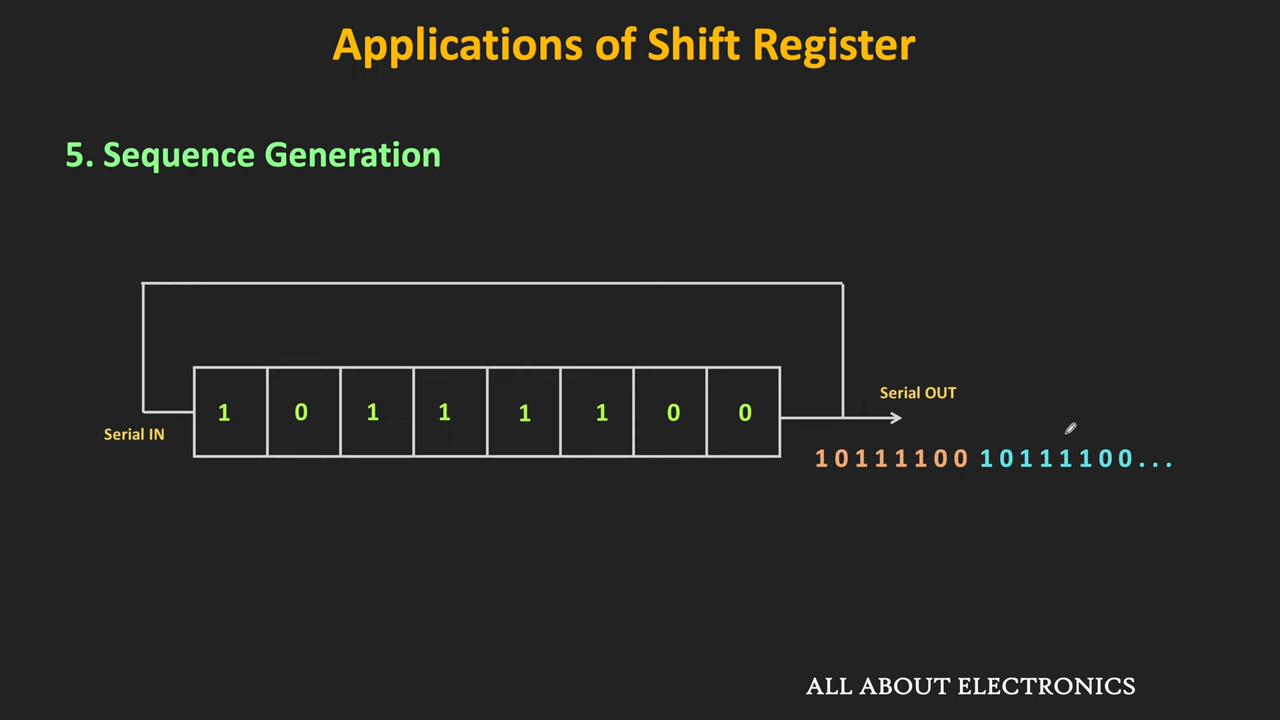 Applications of Shift Register
5. Sequence Generation
Serial OUT
1 0 1 1 1 1 0 0
Serial IN
1 0 1 1 1 1 0 0 1 0 1 1 1 1 0 0 . . .
ALL ABOUT ELECTRONICS